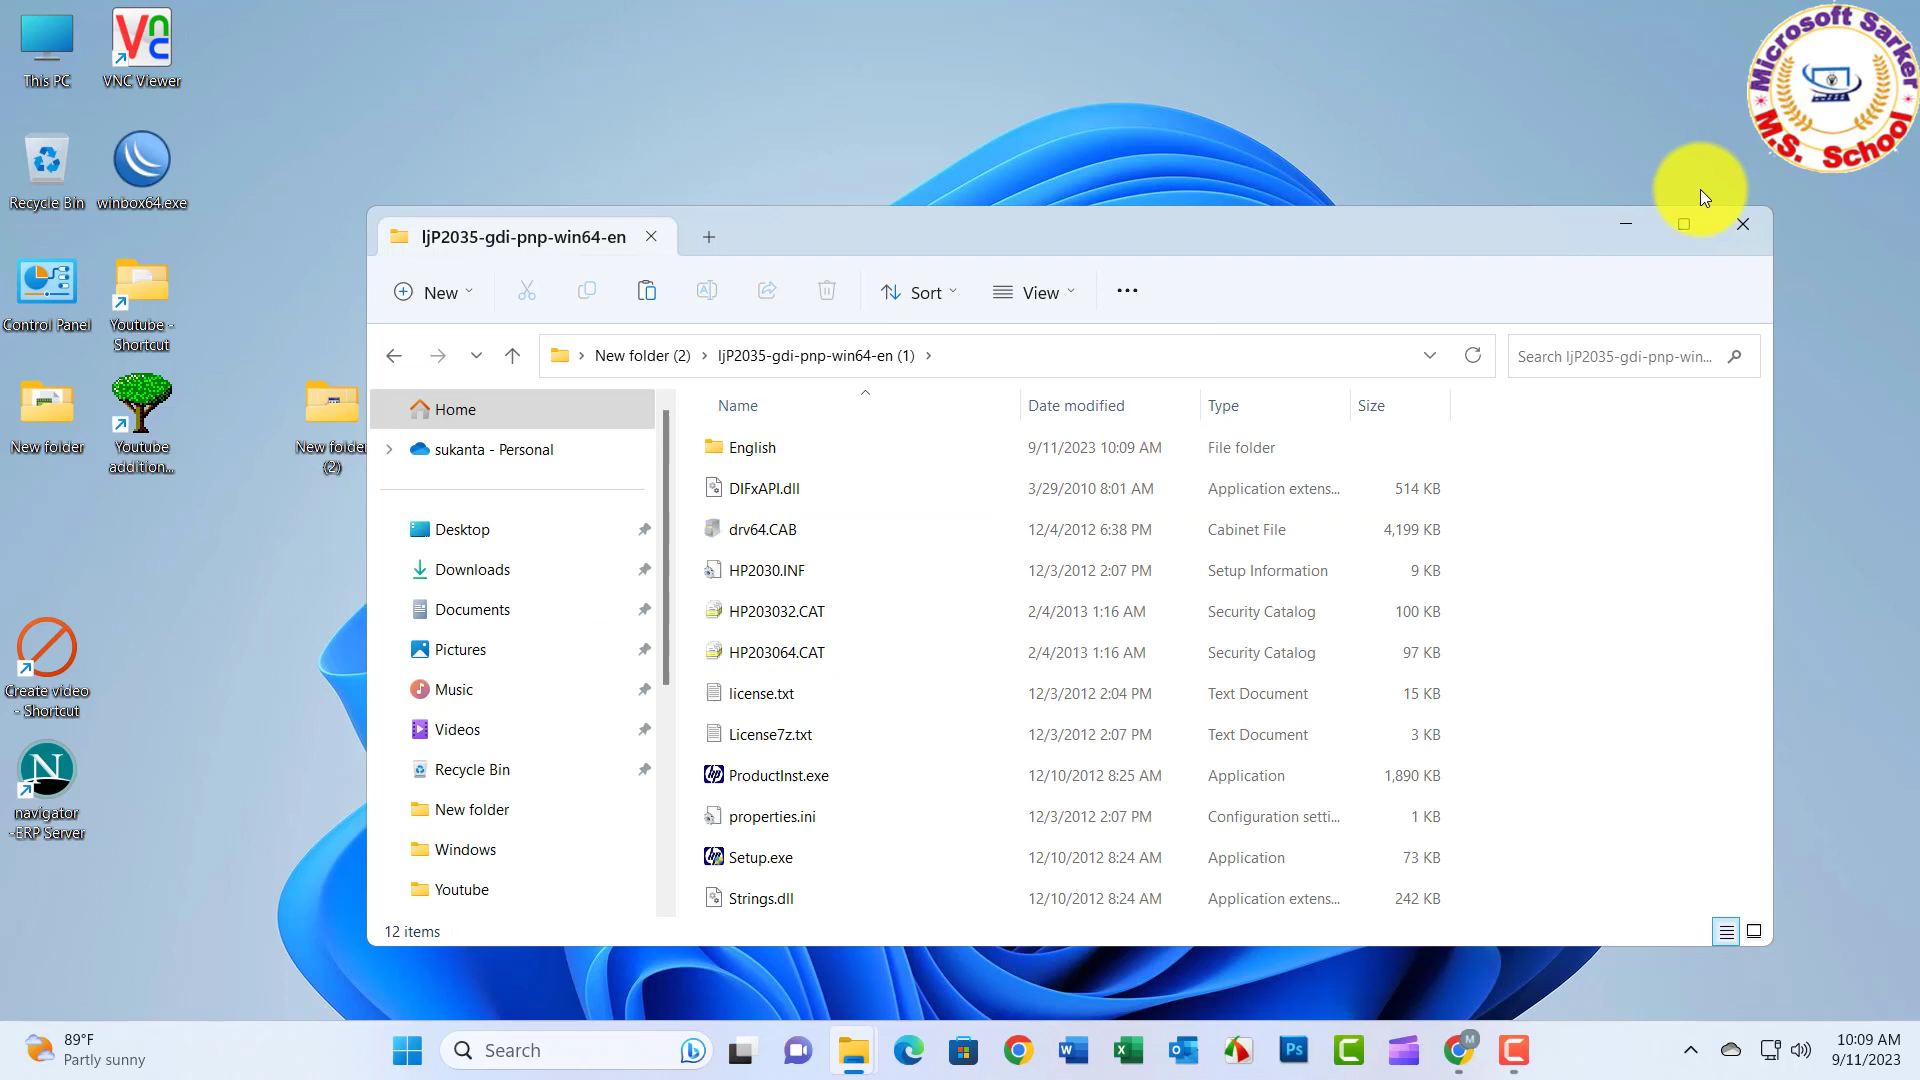 This PC
VNC Viewer
Recycle Bin
winbox64.exe
Control Panel
Youtube -
Shortcut
New folder
Youtube
addition...
New folder
(2)
Create video
- Shortcut
navigator
-ERP Server
Microsoft Sarker
M.S. School
ljP2035-gdi-pnp-win64-en
New
Sort
View
New folder (2) ljP2035-gdi-pnp-win64-en (1)
Search ljP2035-gdi-pnp-win...
Home
sukanta - Personal
Desktop
Downloads
Documents
Pictures
Music
Videos
Recycle Bin
New folder
Windows
Youtube
Name Date modified Type Size
English 9/11/2023 10:09 AM File folder
DIFxAPI.dll 3/29/2010 8:01 AM Application extens... 514 KB
drv64.CAB 12/4/2012 6:38 PM Cabinet File 4,199 KB
HP2030.INF 12/3/2012 2:07 PM Setup Information 9 KB
HP203032.CAT 2/4/2013 1:16 AM Security Catalog 100 KB
HP203064.CAT 2/4/2013 1:16 AM Security Catalog 97 KB
license.txt 12/3/2012 2:04 PM Text Document 15 KB
License7z.txt 12/3/2012 2:07 PM Text Document 3 KB
ProductInst.exe 12/10/2012 8:25 AM Application 1,890 KB
properties.ini 12/3/2012 2:07 PM Configuration setti... 1 KB
Setup.exe 12/10/2012 8:24 AM Application 73 KB
Strings.dll 12/10/2012 8:24 AM Application extens... 242 KB
12 items
89°F
Partly sunny
Search
10:09 AM
9/11/2023